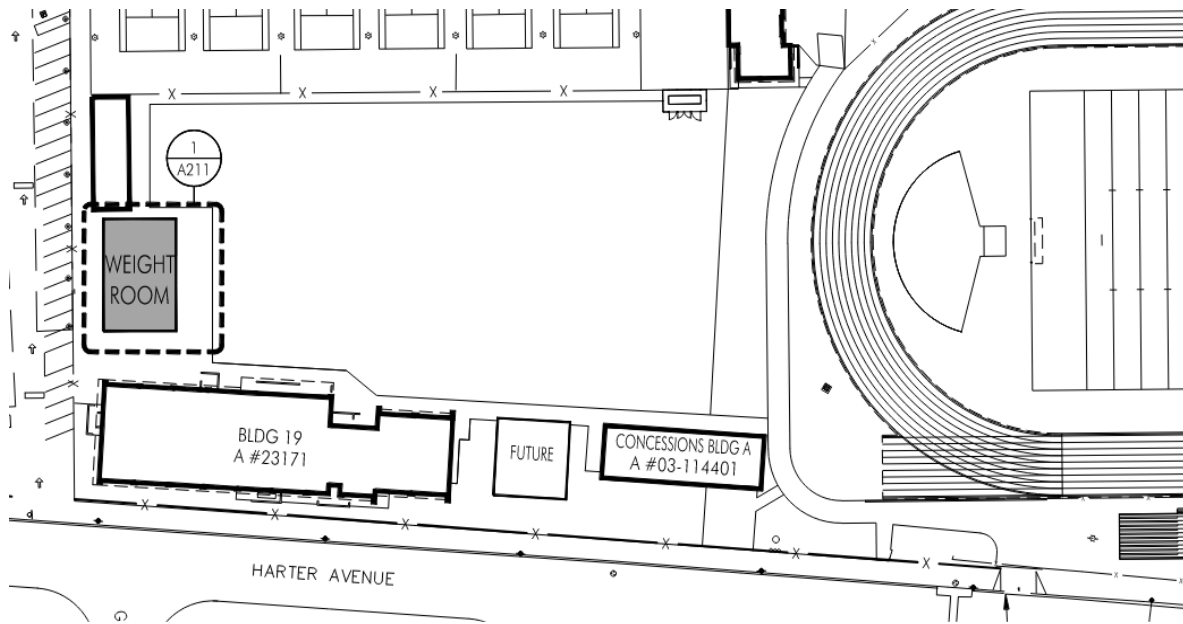 1
A211
WEIGHT
ROOM
BLDG 19
A #23171
FUTURE
CONCESSIONS BLDG A
A #03-114401
HARTER AVENUE
G